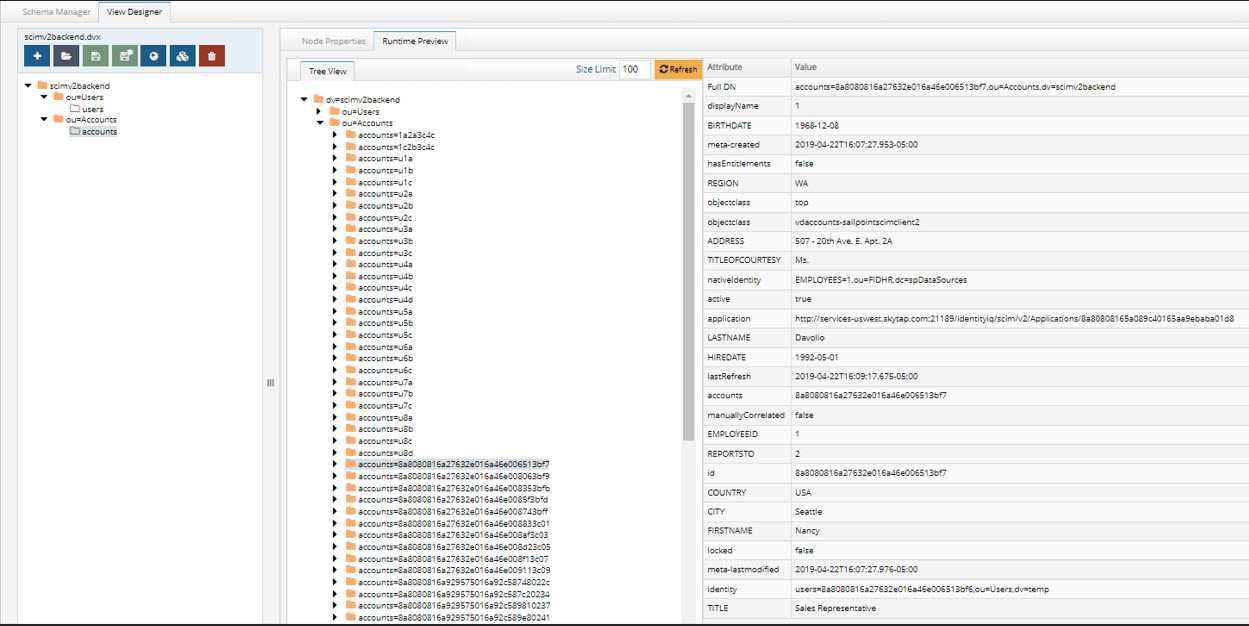 Schema Manager
View Designer
scimv2backend.dvx
scimv2backend
ou=Users
users
ou=Accounts
accounts
Node Properties
Runtime Preview
Tree View
Size Limit 100
Refresh
dv=scimv2backend
ou=Users
ou=Accounts
accounts=1a2a3c4c
accounts=1c2b3c4c
accounts=u1a
accounts=u1b
accounts=u1c
accounts=u2a
accounts=u2b
accounts=u2c
accounts=u3a
accounts=u3b
accounts=u3c
accounts=u4a
accounts=u4b
accounts=u4c
accounts=u4d
accounts=u5a
accounts=u5b
accounts=u5c
accounts=u6a
accounts=u6b
accounts=u6c
accounts=u7a
accounts=u7b
accounts=u7c
accounts=u8a
accounts=u8b
accounts=u8c
accounts=u8d
accounts=8a8080816a27632e016a46e006513bf7
accounts=8a8080816a27632e016a46e008063bf9
accounts=8a8080816a27632e016a46e008353bfb
accounts=8a8080816a27632e016a46e0085f3bfd
accounts=8a8080816a27632e016a46e008743bff
accounts=8a8080816a27632e016a46e008833c01
accounts=8a8080816a27632e016a46e008af3c03
accounts=8a8080816a27632e016a46e008d23c05
accounts=8a8080816a27632e016a46e008f13c07
accounts=8a8080816a27632e016a46e009113c09
accounts=8a8080816a929575016a92c58748022c
accounts=8a8080816a929575016a92c587c20234
accounts=8a8080816a929575016a92c589810237
accounts=8a8080816a929575016a92c589e80241
Attribute Value
Full DN accounts=8a8080816a27632e016a46e006513bf7,ou=Accounts,dv=scimv2backend
displayName 1
BIRTHDATE 1968-12-08
meta-created 2019-04-22T16:07:27.953-05:00
hasEntitlements false
REGION WA
objectclass top
objectclass vdaccounts-sailpointscimclient2
ADDRESS 507 - 20th Ave. E. Apt. 2A
TITLEOFCOURTESY Ms.
nativeIdentity EMPLOYEES=1,ou=FIDHR,dc=spDataSources
active true
application http://services-uswest.skytap.com:21189/identityiq/scim/v2/Applications/8a80808165a089c40165aa9ebaba01d8
LASTNAME Davolio
HIREDATE 1992-05-01
lastRefresh 2019-04-22T16:09:17.675-05:00
accounts 8a8080816a27632e016a46e006513bf7
manuallyCorrelated false
EMPLOYEEID 1
REPORTSTO 2
id 8a8080816a27632e016a46e006513bf7
COUNTRY USA
CITY Seattle
FIRSTNAME Nancy
locked false
meta-lastmodified 2019-04-22T16:07:27.976-05:00
identity users=8a8080816a27632e016a46e006513bf6,ou=Users,dv=temp
TITLE Sales Representative